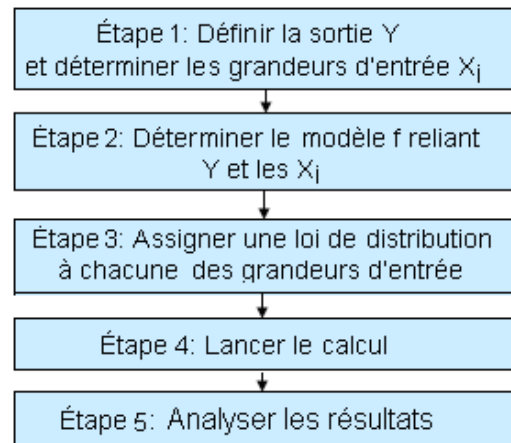 Étape 1: Définir la sortie Y
et déterminer les grandeurs d'entrée Xi
Étape 2: Déterminer le modèle f reliant
Y et les Xi
Étape 3: Assigner une loi de distribution
à chacune des grandeurs d'entrée
Étape 4: Lancer le calcul
Étape 5: Analyser les résultats